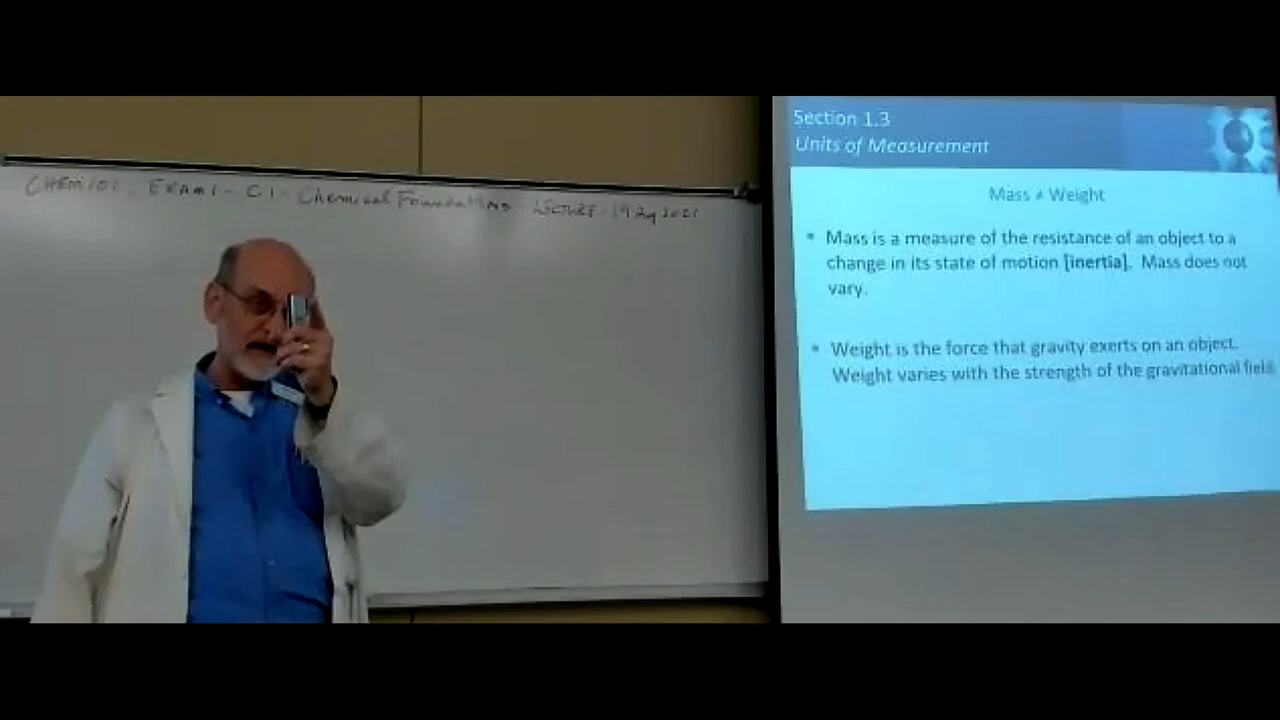 CHEM 101, EXAM 1 - C1 - Chemical Foundations LECTURE 19 Aug 2021
Section 1.3
Units of Measurement
Mass ≠ Weight
• Mass is a measure of the resistance of an object to a
change in its state of motion [inertia]. Mass does not
vary.
• Weight is the force that gravity exerts on an object.
Weight varies with the strength of the gravitational field.